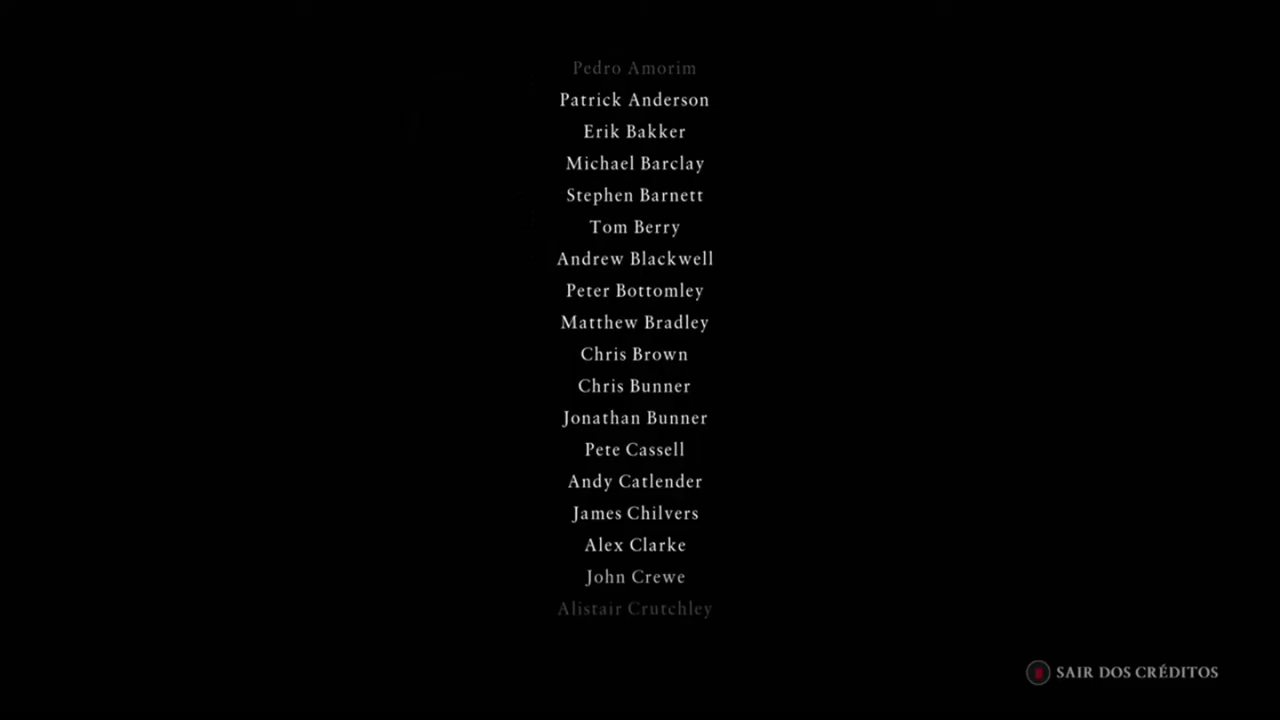 Pedro Amorim
Patrick Anderson
Erik Bakker
Michael Barclay
Stephen Barnett
Tom Berry
Andrew Blackwell
Peter Bottomley
Matthew Bradley
Chris Brown
Chris Bunner
Jonathan Bunner
Pete Cassell
Andy Catlender
James Chilvers
Alex Clarke
John Crewe
Alistair Crutchley
SAIR DOS CRÉDITOS